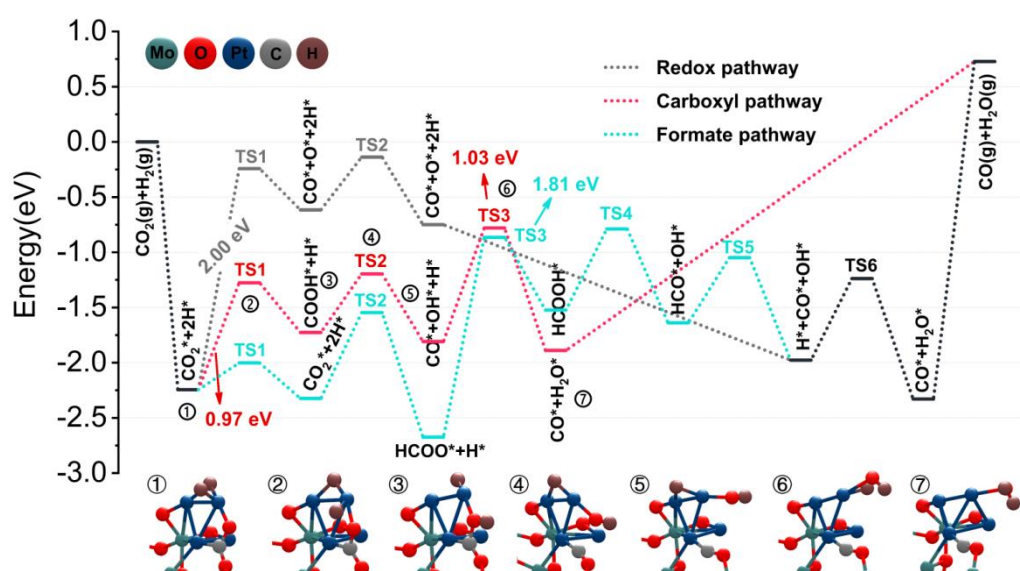 1.0
0.5
0.0
-0.5
-1.0
-1.5
-2.0
-2.5
-3.0
Energy(eV)
Mo O Pt C H
Redox pathway
Carboxyl pathway
Formate pathway
CO₂(g)+H₂(g)
CO₂*+2H*
①
2.00 eV
0.97 eV
TS1
CO*+O*+2H*
TS2
CO*+O*+2H*
TS1
②
COOH*+H*
③
④
TS2
⑤
CO*+OH*+H*
1.03 eV
⑥
TS3
CO*+H₂O*
⑦
TS1
CO₂*+2H*
TS2
HCOO*+H*
1.81 eV
TS3
HCOOH*
TS4
HCO*+OH*
TS5
H*+CO*+OH*
TS6
CO*+H₂O*
CO(g)+H₂O(g)
① ② ③ ④ ⑤ ⑥ ⑦